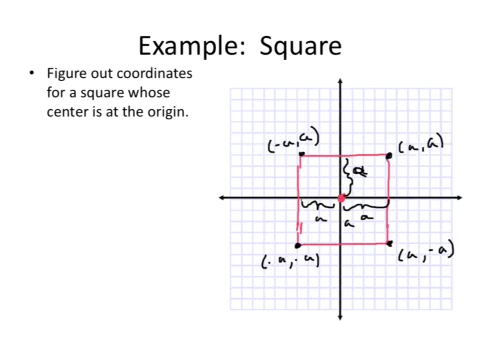 Example: Square
• Figure out coordinates
for a square whose
center is at the origin.
(-a,a)
(a,a)
a
a
a
a
(-a,-a)
(a,-a)